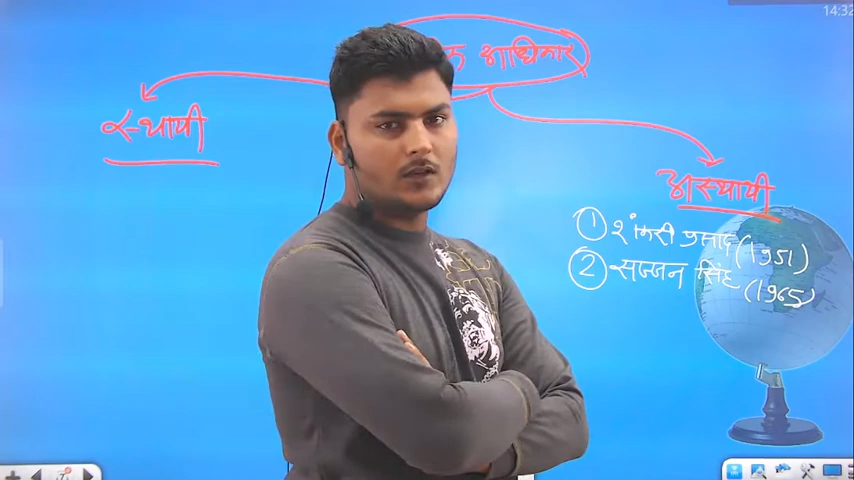 14:32
अधिकार
स्थायी
अस्थायी
① शंकरी प्रसाद (1951)
② सज्जन सिंह (1965)